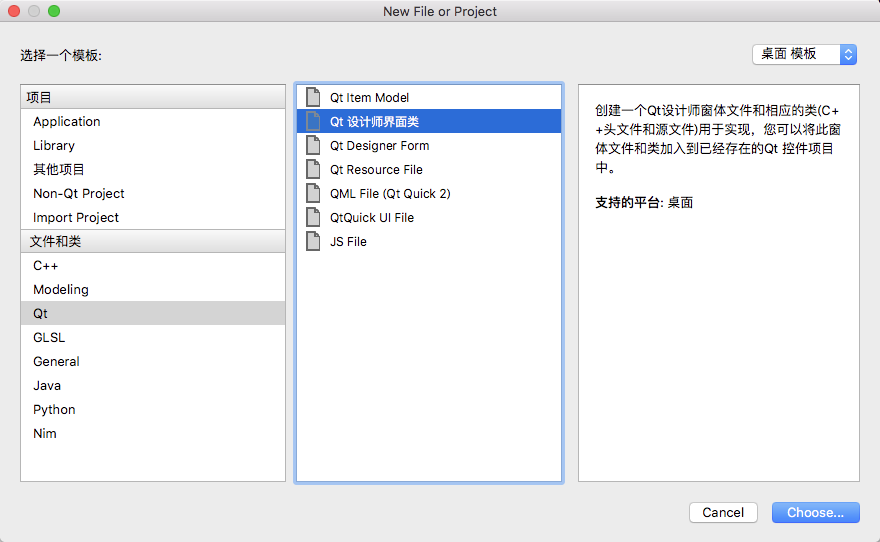 New File or Project
选择一个模板:
桌面 模板
项目
Application
Library
其他项目
Non-Qt Project
Import Project
文件和类
C++
Modeling
Qt
GLSL
General
Java
Python
Nim
Qt Item Model
Qt 设计师界面类
Qt Designer Form
Qt Resource File
QML File (Qt Quick 2)
QtQuick UI File
JS File
创建一个Qt设计师窗体文件和相应的类(C+
+头文件和源文件)用于实现，您可以将此窗
体文件和类加入到已经存在的Qt 控件项目
中。
支持的平台: 桌面
Cancel
Choose...